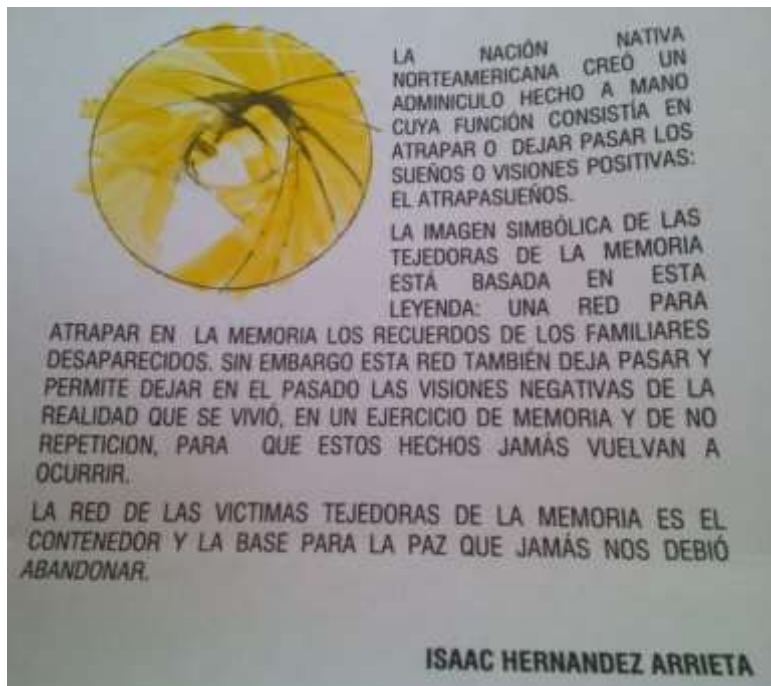 LA NACIÓN NATIVA
NORTEAMERICANA CREÓ UN
ADMINICULO HECHO A MANO
CUYA FUNCIÓN CONSISTÍA EN
ATRAPAR O DEJAR PASAR LOS
SUEÑOS O VISIONES POSITIVAS:
EL ATRAPASUEÑOS.
LA IMAGEN SIMBÓLICA DE LAS
TEJEDORAS DE LA MEMORIA
ESTÁ BASADA EN ESTA
LEYENDA: UNA RED PARA
ATRAPAR EN LA MEMORIA LOS RECUERDOS DE LOS FAMILIARES
DESAPARECIDOS. SIN EMBARGO ESTA RED TAMBIÉN DEJA PASAR Y
PERMITE DEJAR EN EL PASADO LAS VISIONES NEGATIVAS DE LA
REALIDAD QUE SE VIVIÓ, EN UN EJERCICIO DE MEMORIA Y DE NO
REPETICION, PARA QUE ESTOS HECHOS JAMÁS VUELVAN A
OCURRIR.
LA RED DE LAS VICTIMAS TEJEDORAS DE LA MEMORIA ES EL
CONTENEDOR Y LA BASE PARA LA PAZ QUE JAMÁS NOS DEBIÓ
ABANDONAR.
ISAAC HERNANDEZ ARRIETA